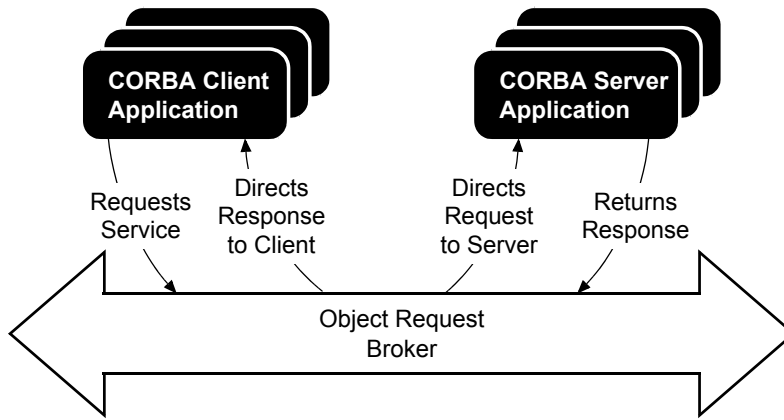 CORBA Client
Application
CORBA Server
Application
Requests
Service
Directs
Response
to Client
Directs
Request
to Server
Returns
Response
Object Request
Broker